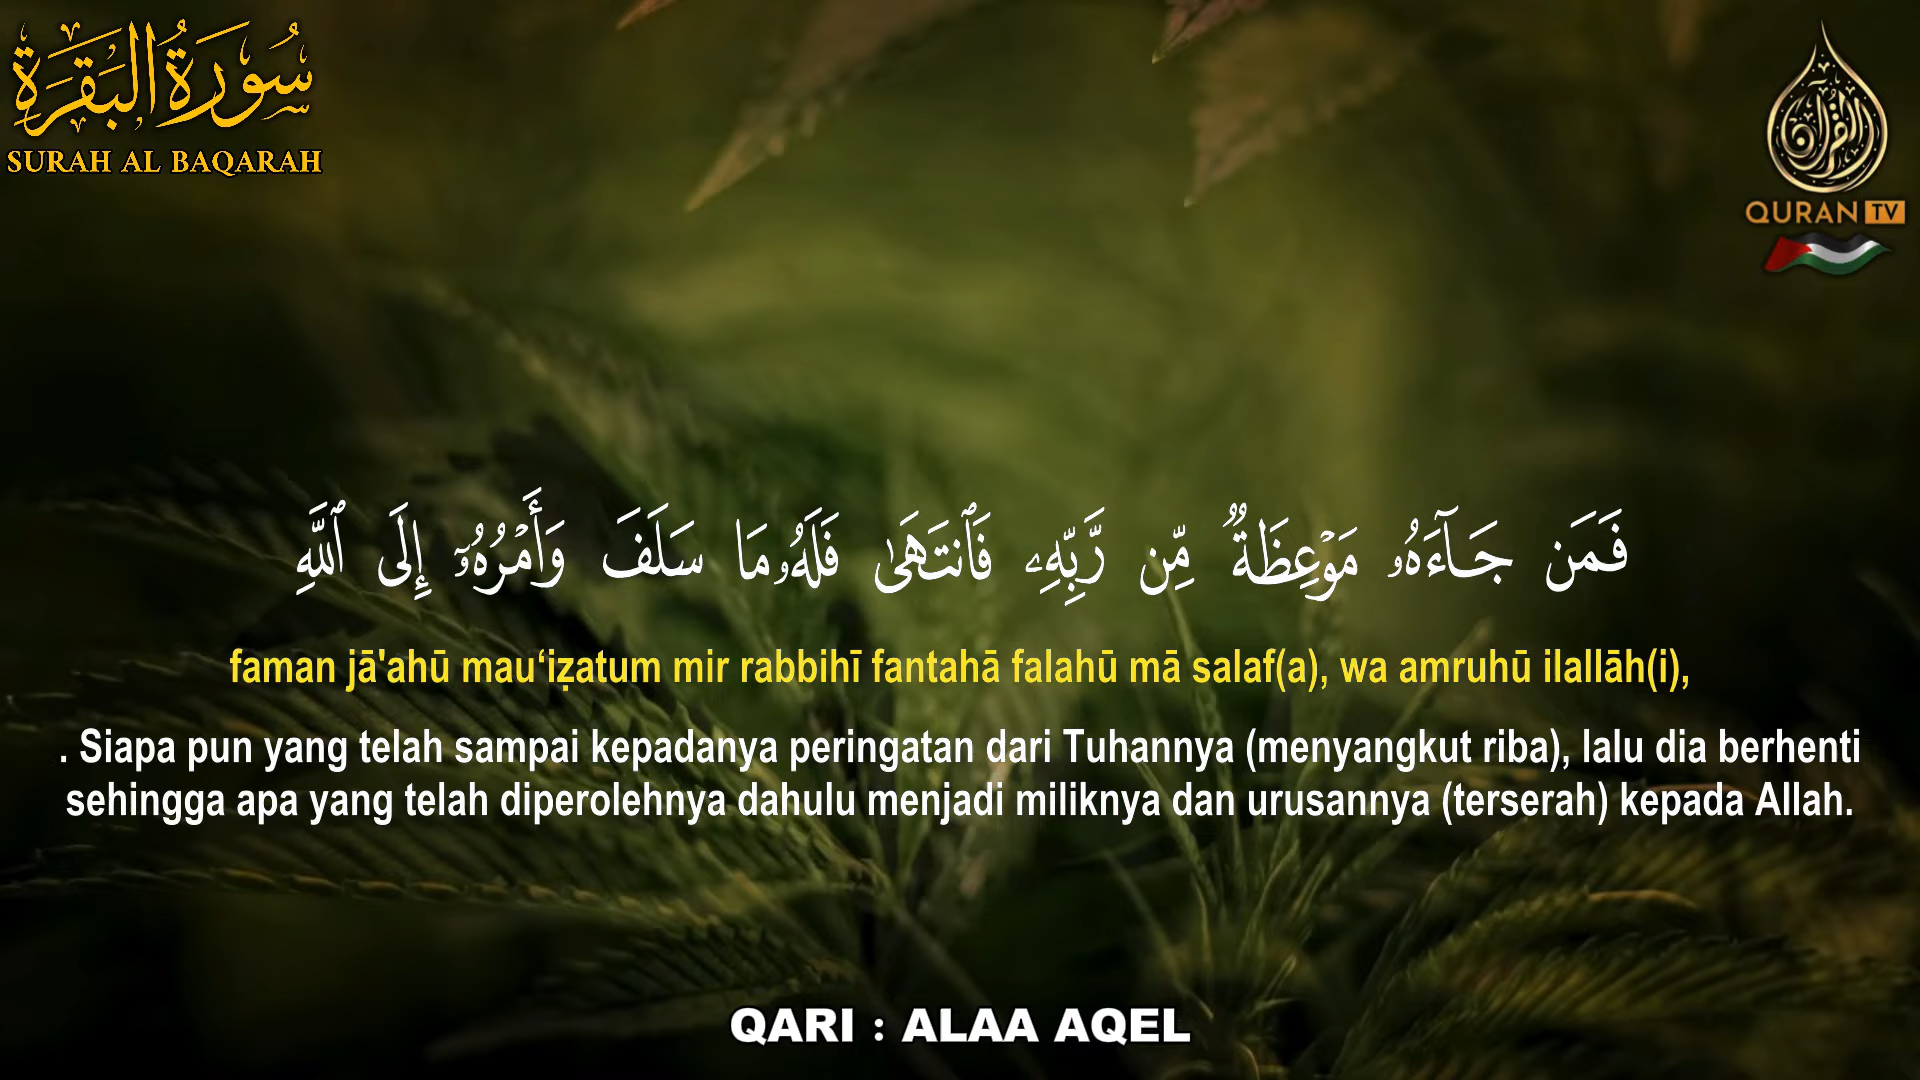 سُورَةُ البَقَرَةِ
SURAH AL BAQARAH
القرآن
QURAN TV
فَمَن جَآءَهُۥ مَوْعِظَةٌ مِّن رَّبِّهِۦ فَٱنتَهَىٰ فَلَهُۥ مَا سَلَفَ وَأَمْرُهُۥٓ إِلَى ٱللَّهِ
faman jā'ahū mau‘iẓatum mir rabbihī fantahā falahū mā salaf(a), wa amruhū ilallāh(i),
. Siapa pun yang telah sampai kepadanya peringatan dari Tuhannya (menyangkut riba), lalu dia berhenti
sehingga apa yang telah diperolehnya dahulu menjadi miliknya dan urusannya (terserah) kepada Allah.
QARI : ALAA AQEL